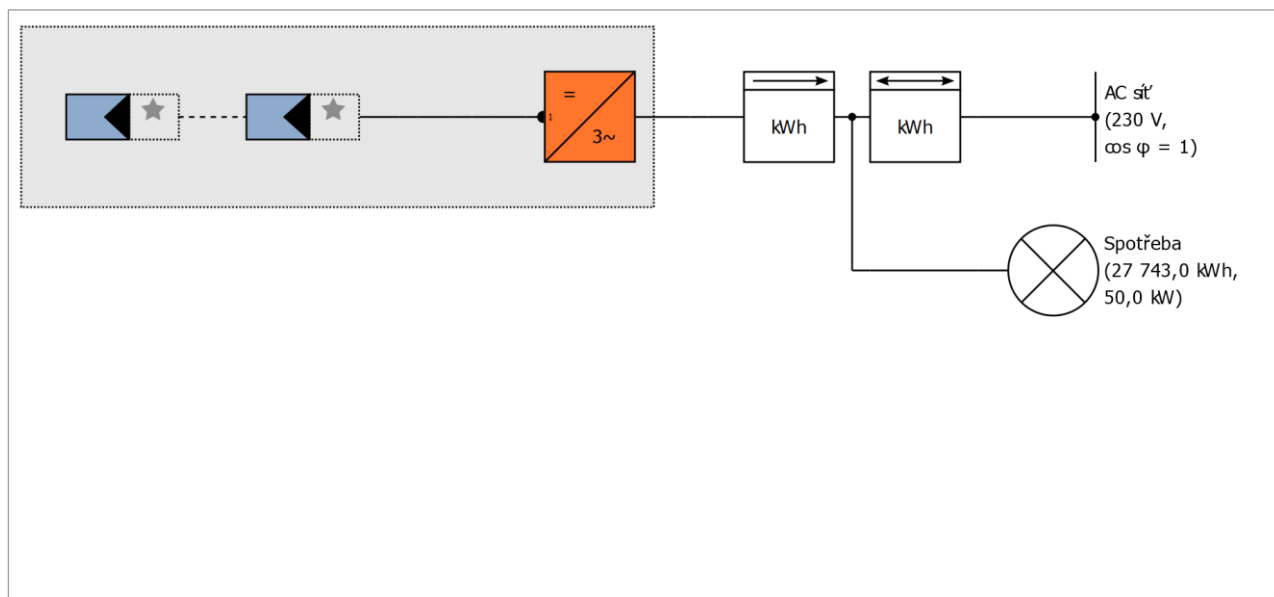 =
1
3~
kWh
kWh
AC síť
(230 V,
cos φ = 1)
Spotřeba
(27 743,0 kWh,
50,0 kW)